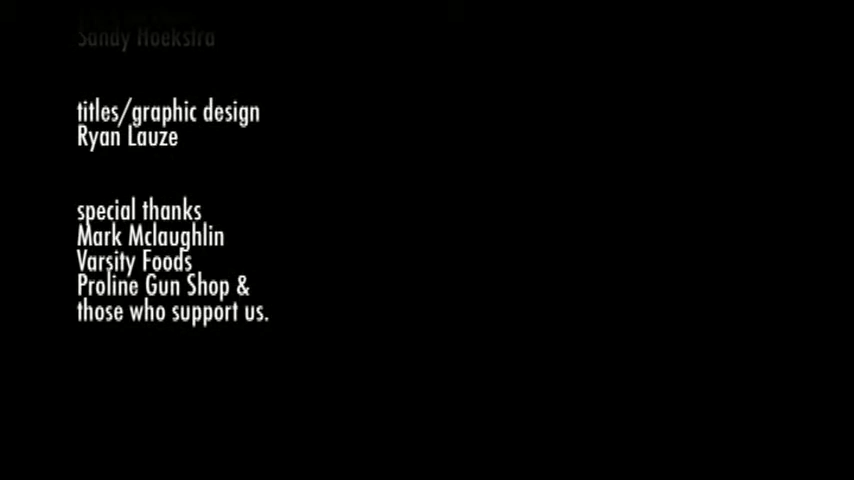 Sandy Hoekstra
titles/graphic design
Ryan Lauze
special thanks
Mark Mclaughlin
Varsity Foods
Proline Gun Shop &
those who support us.